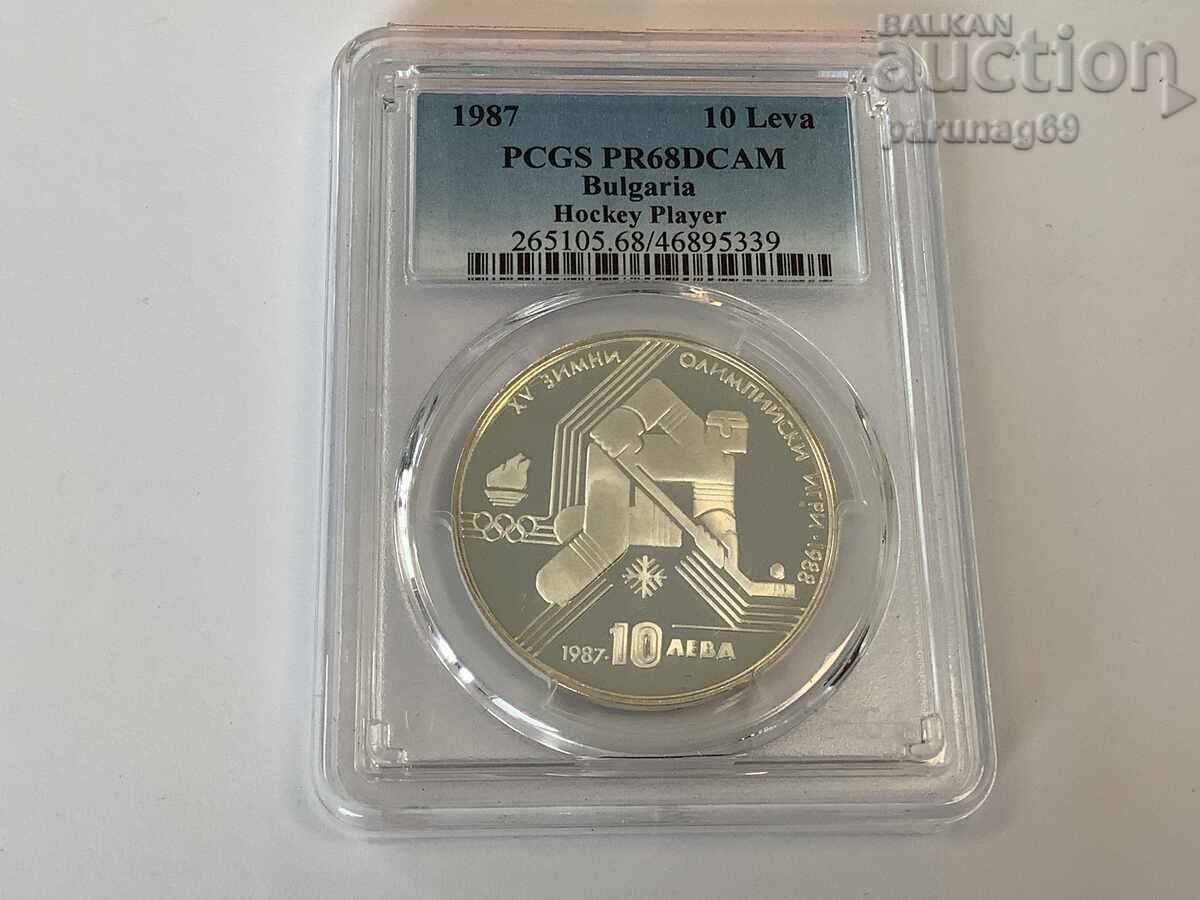 BALKAN
auction
parunag69
1987 10 Leva
PCGS PR68DCAM
Bulgaria
Hockey Player
265105.68/46895339
XV ЗИМНИ ОЛИМПИЙСКИ ИГРИ · 1988
1987·10 ЛЕВА